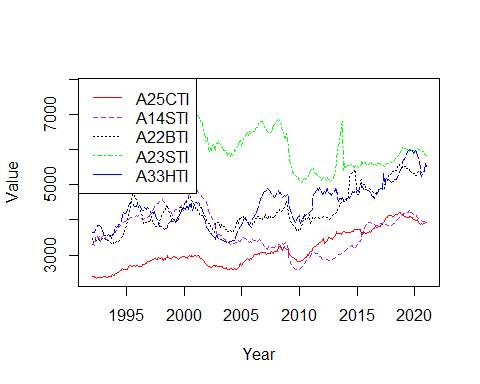 A25CTI
A14STI
A22BTI
A23STI
A33HTI
Value
3000
5000
7000
1995
2000
2005
2010
2015
2020
Year